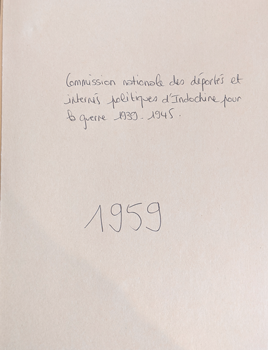 Commission nationale des déportés et
internés politiques d'Indochine pour
la guerre 1939-1945.
1959